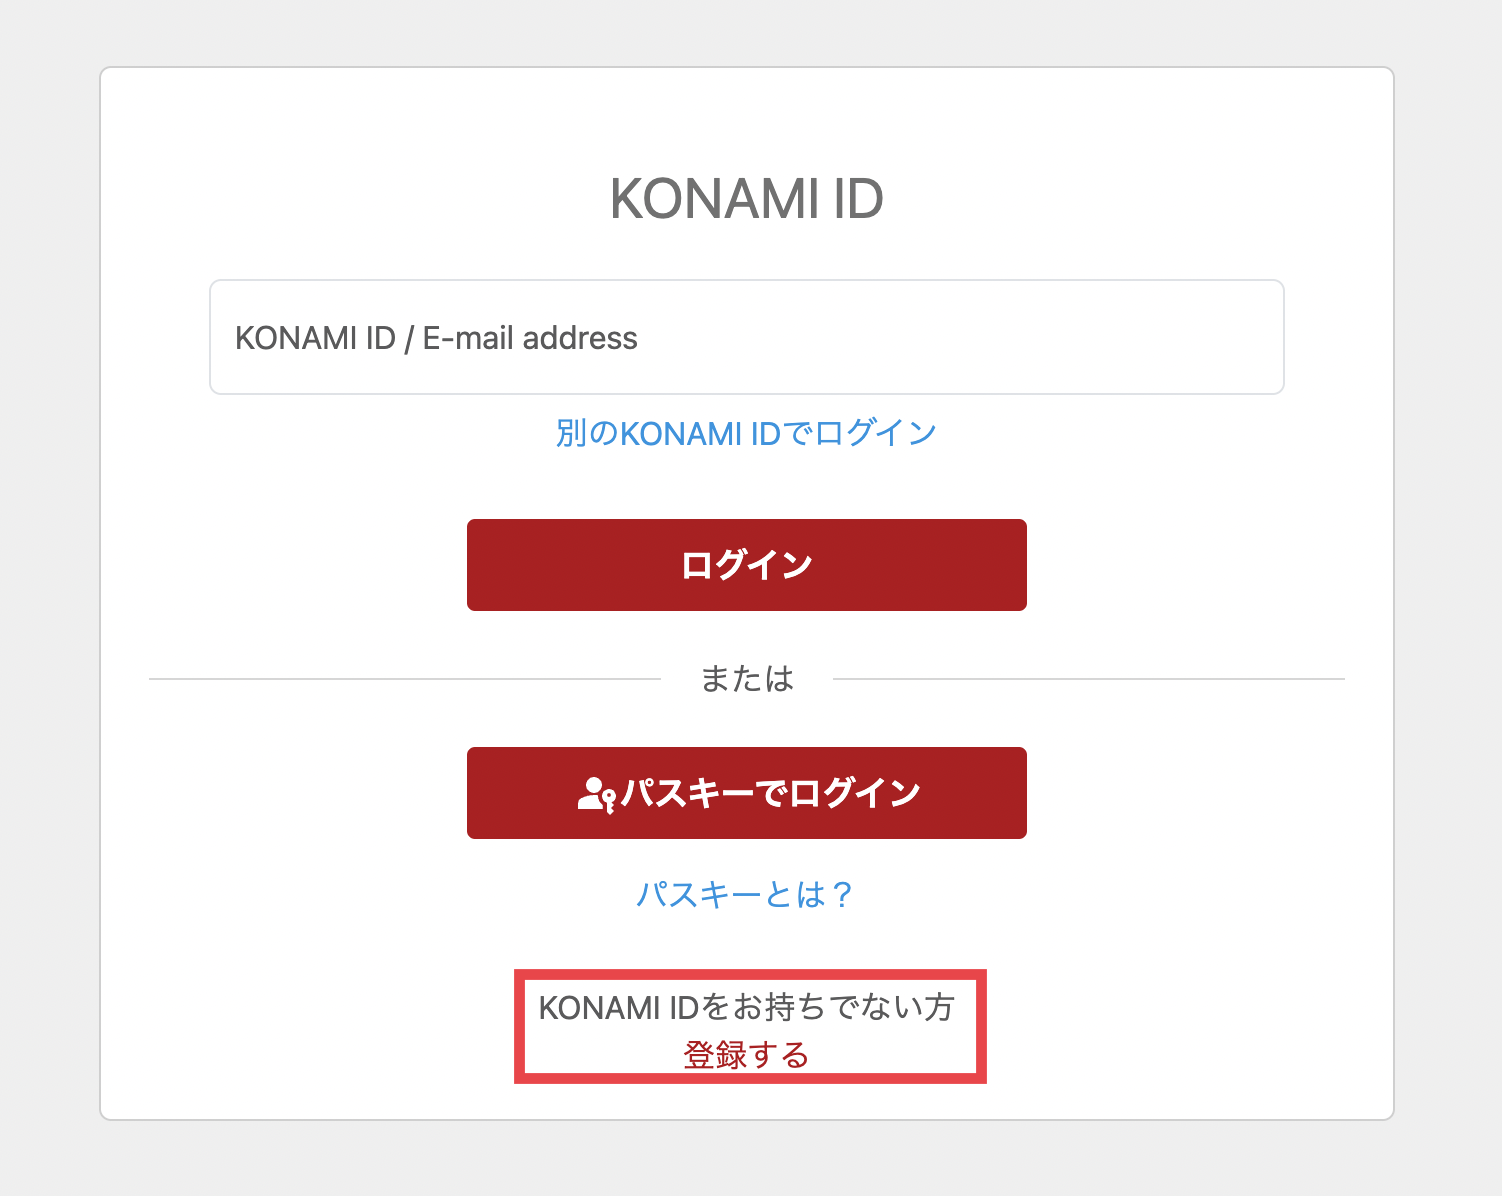 KONAMI ID
KONAMI ID / E-mail address
別のKONAMI IDでログイン
ログイン
または
パスキーでログイン
パスキーとは？
KONAMI IDをお持ちでない方
登録する